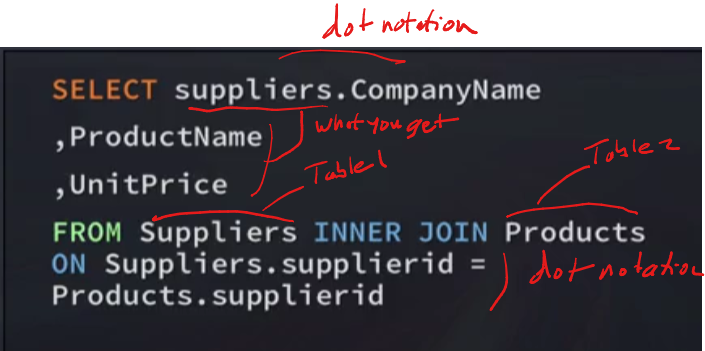 dot notation
SELECT suppliers.CompanyName
,ProductName
what you get
,UnitPrice
Table 1
Table 2
FROM Suppliers INNER JOIN Products
ON Suppliers.supplierid =
dot notation
Products.supplierid